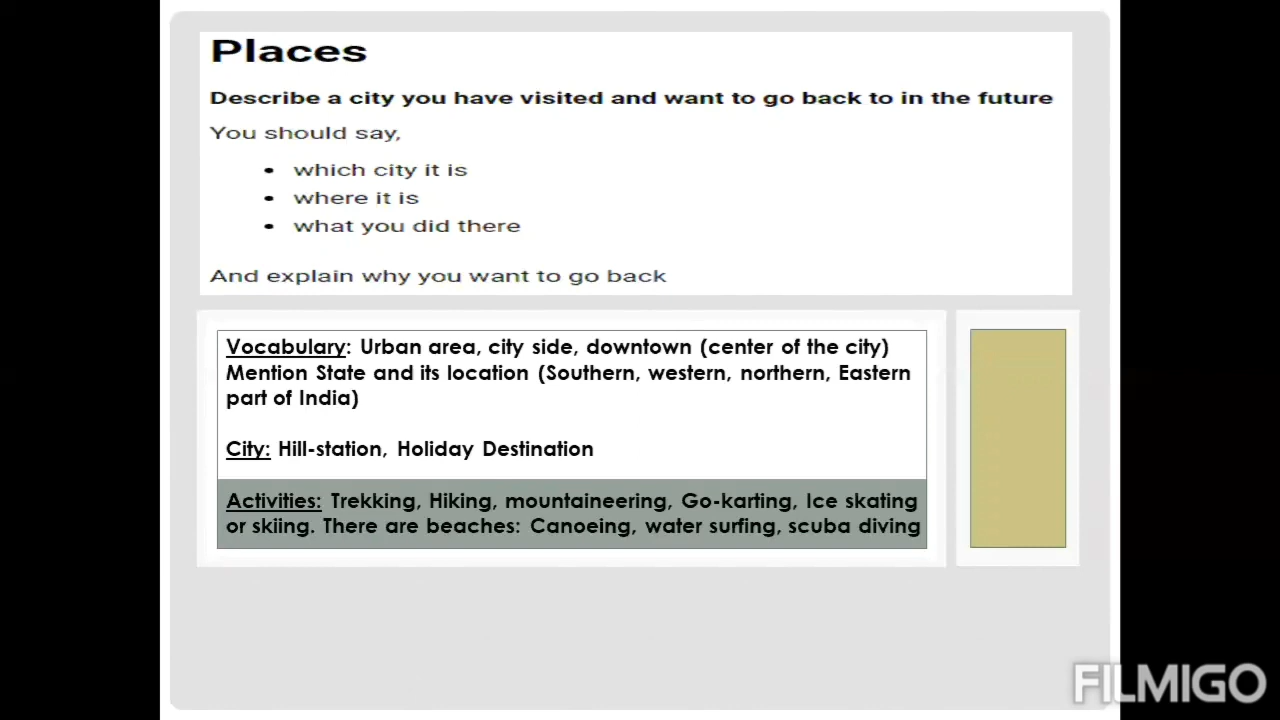 Places
Describe a city you have visited and want to go back to in the future
You should say,
• which city it is
• where it is
• what you did there
And explain why you want to go back
Vocabulary: Urban area, city side, downtown (center of the city)
Mention State and its location (Southern, western, northern, Eastern
part of India)
City: Hill-station, Holiday Destination
Activities: Trekking, Hiking, mountaineering, Go-karting, Ice skating
or skiing. There are beaches: Canoeing, water surfing, scuba diving
FILMIGO